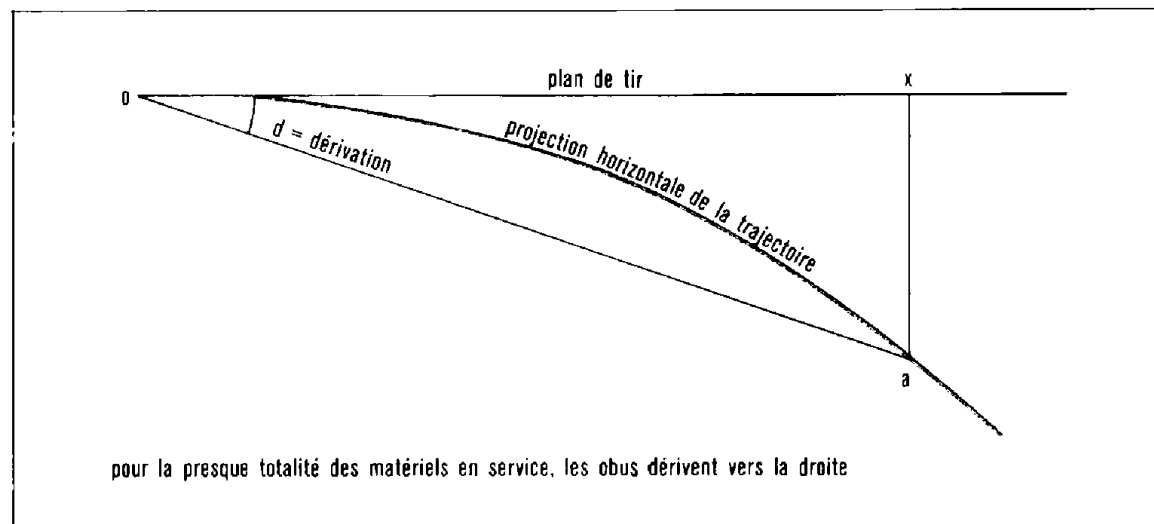 plan de tir
x
0
d = dérivation
projection horizontale de la trajectoire
a
pour la presque totalité des matériels en service, les obus dérivent vers la droite